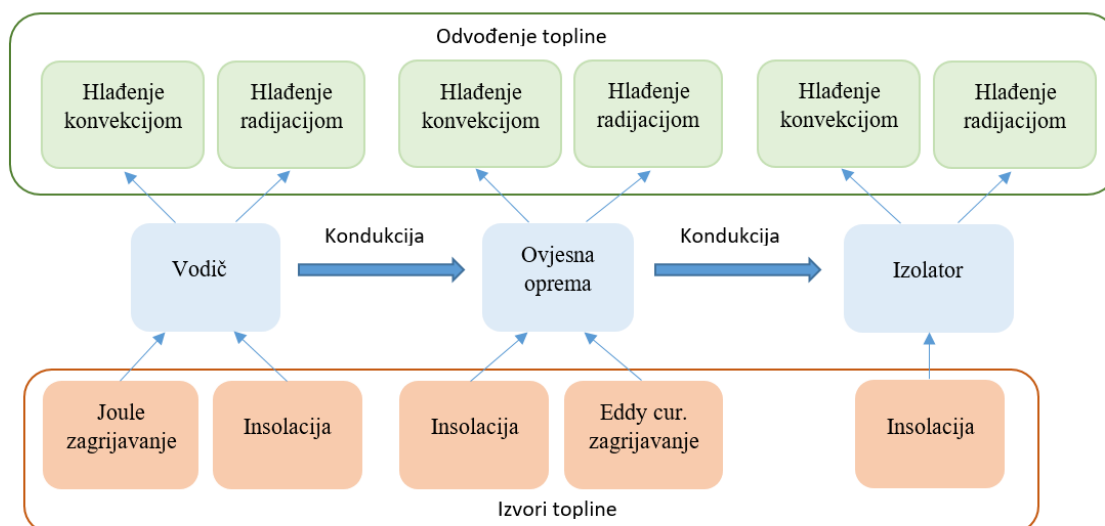 Odvođenje topline
Hlađenje
konvekcijom
Hlađenje
radijacijom
Hlađenje
konvekcijom
Hlađenje
radijacijom
Hlađenje
konvekcijom
Hlađenje
radijacijom
Vodič
Kondukcija
Ovjesna
oprema
Kondukcija
Izolator
Joule
zagrijavanje
Insolacija
Insolacija
Eddy cur.
zagrijavanje
Insolacija
Izvori topline